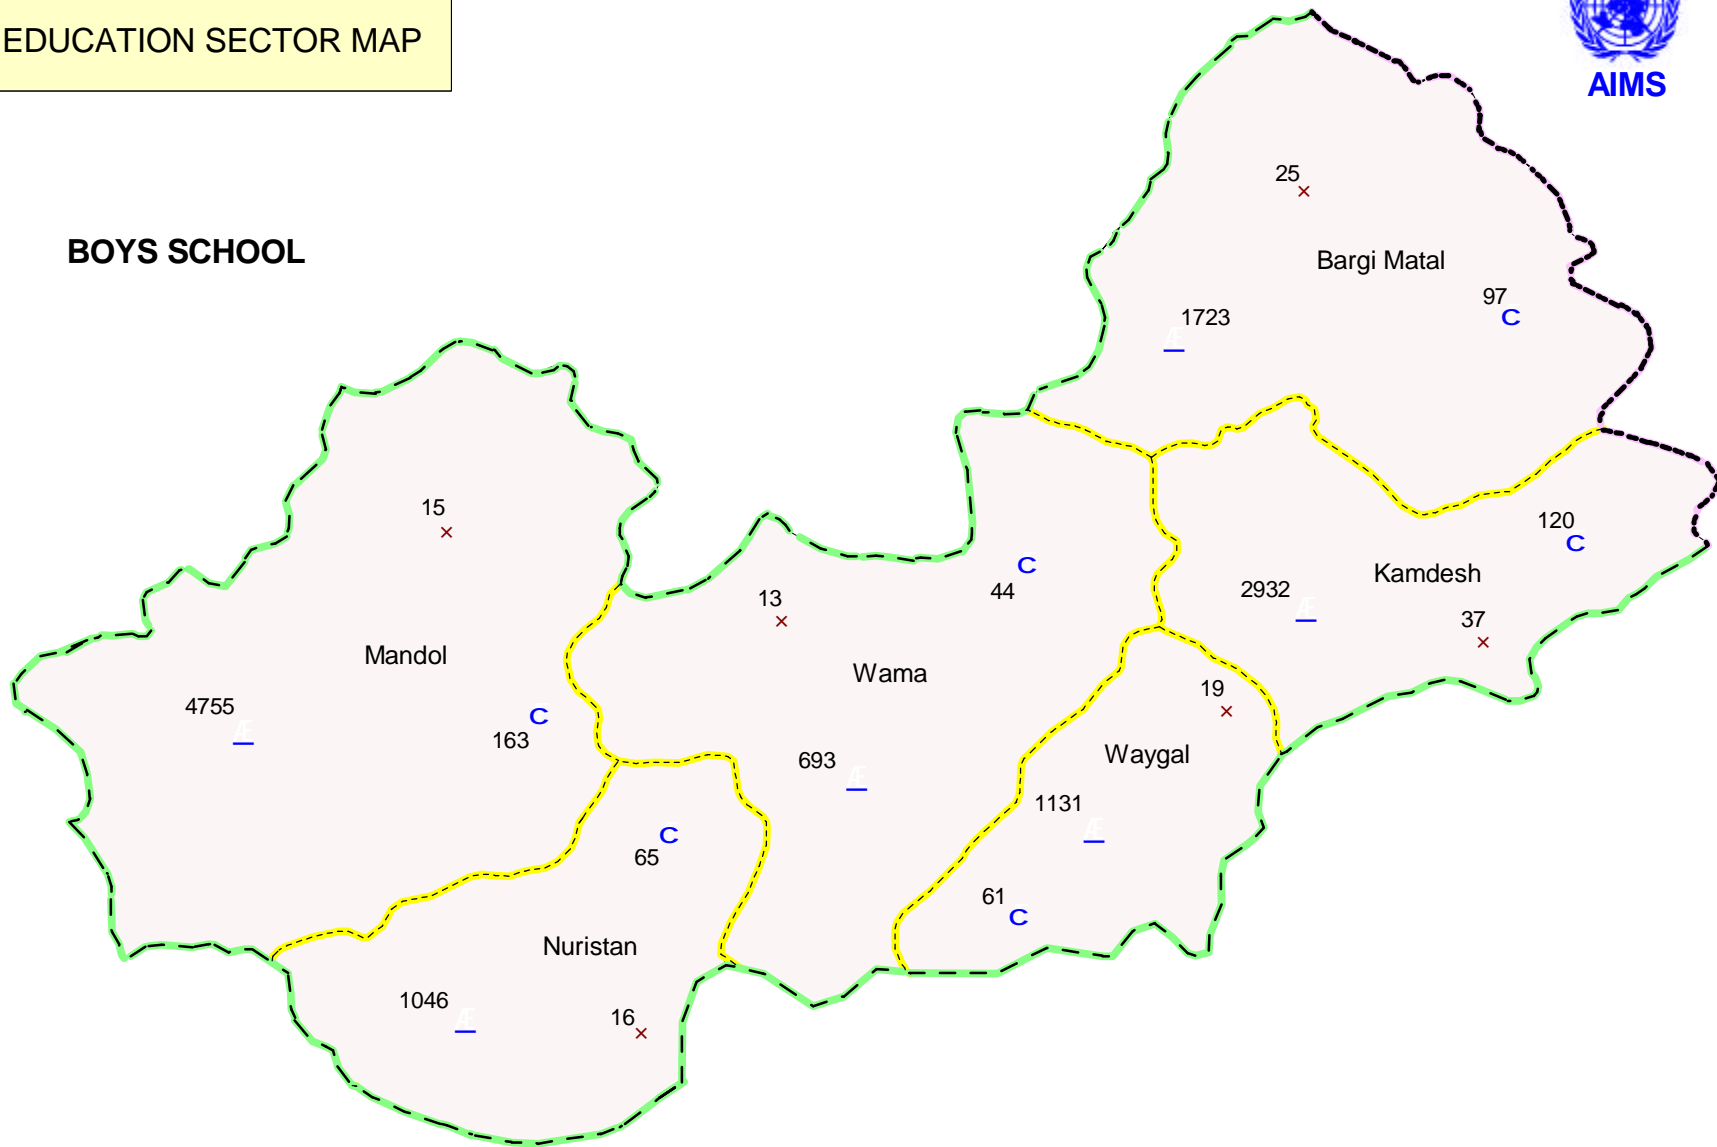 EDUCATION SECTOR MAP
AIMS
BOYS SCHOOL
25
Bargi Matal
97
C
1723
Æ
15
120
C
Kamdesh
2932
Æ
37
C
44
13
Mandol
Wama
19
4755
Æ
C
163
Waygal
693
Æ
1131
Æ
C
65
61
C
Nuristan
1046
Æ
16